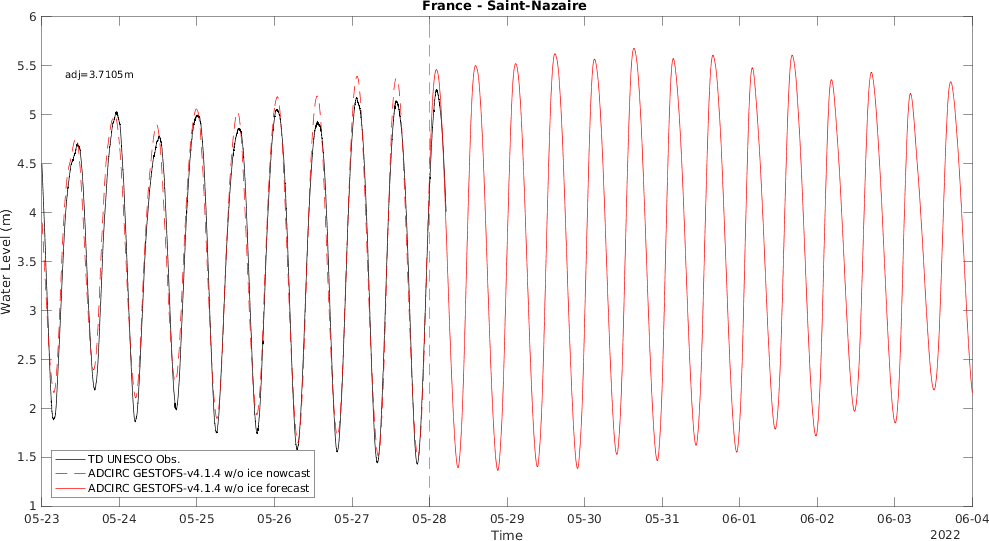 France - Saint-Nazaire
adj=3.7105m
Water Level (m)
6
5.5
5
4.5
4
3.5
3
2.5
2
1.5
1
TD UNESCO Obs.
ADCIRC GESTOFS-v4.1.4 w/o ice nowcast
ADCIRC GESTOFS-v4.1.4 w/o ice forecast
05-23 05-24 05-25 05-26 05-27 05-28 05-29 05-30 05-31 06-01 06-02 06-03 06-04
Time
2022